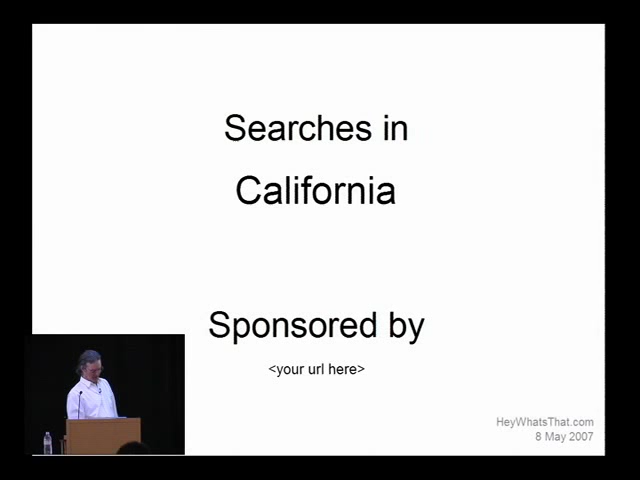 Searches in
California
Sponsored by
<your url here>
HeyWhatsThat.com
8 May 2007